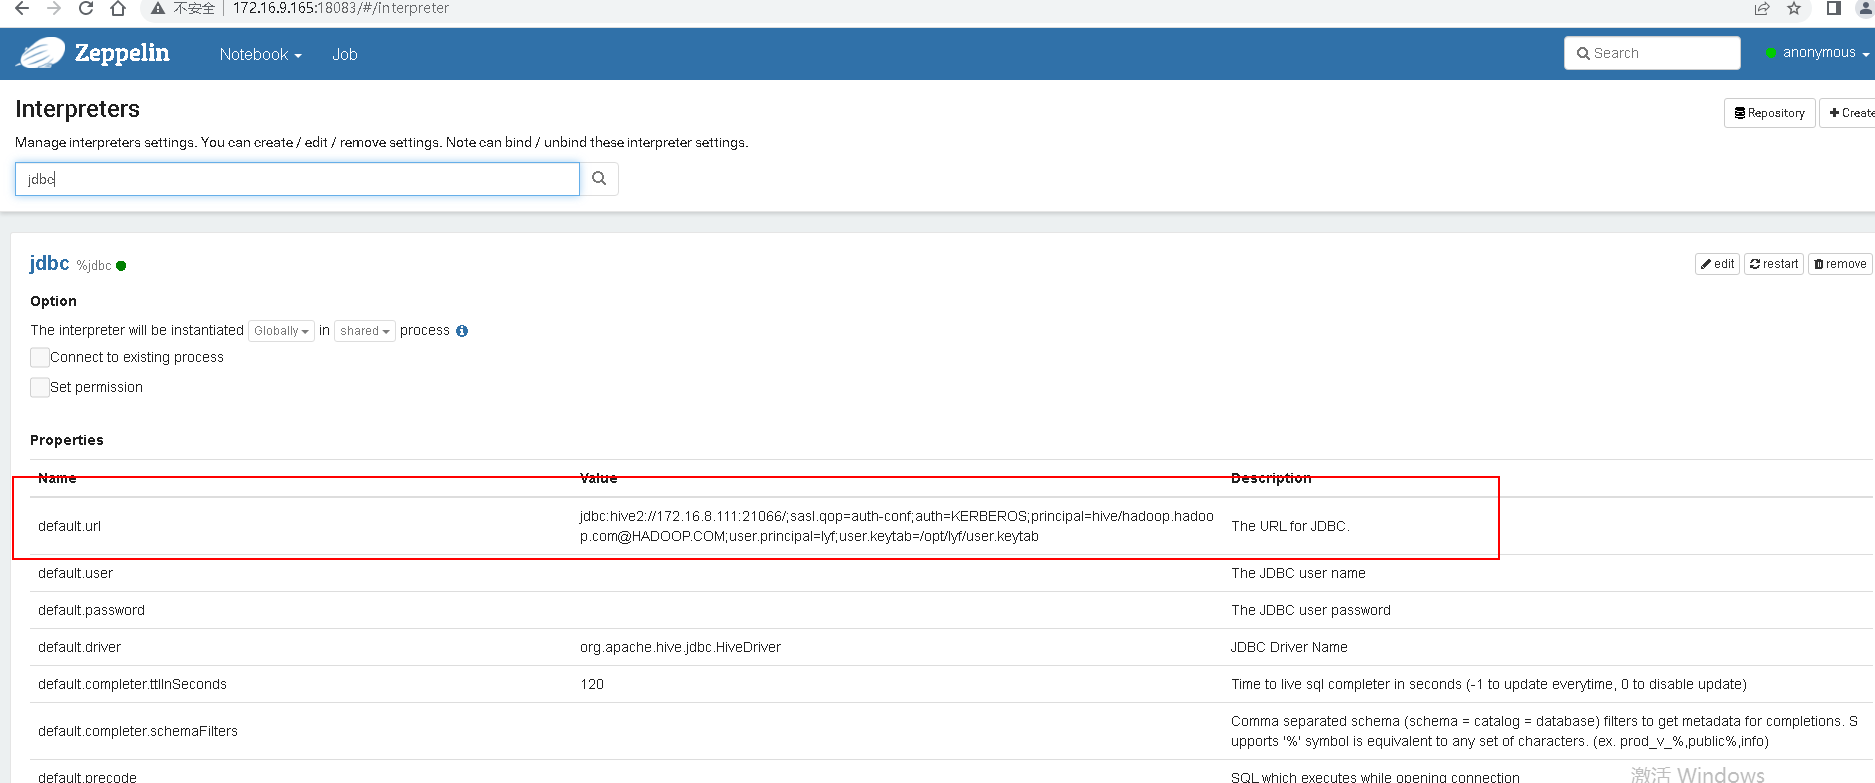 不安全 172.16.9.165:18083/#/interpreter
Zeppelin Notebook Job Search anonymous
Interpreters
Repository Create
Manage interpreters settings. You can create / edit / remove settings. Note can bind / unbind these interpreter settings.
jdbc
jdbc %jdbc edit restart remove
Option
The interpreter will be instantiated Globally in shared process
Connect to existing process
Set permission
Properties
Name Value Description
default.url jdbc:hive2://172.16.8.111:21066/;sasl.qop=auth-conf;auth=KERBEROS;principal=hive/hadoop.hadoo The URL for JDBC.
p.com@HADOOP.COM;user.principal=lyf;user.keytab=/opt/lyf/user.keytab
default.user The JDBC user name
default.password The JDBC user password
default.driver org.apache.hive.jdbc.HiveDriver JDBC Driver Name
default.completer.ttlInSeconds 120 Time to live sql completer in seconds (-1 to update everytime, 0 to disable update)
default.completer.schemaFilters Comma separated schema (schema = catalog = database) filters to get metadata for completions. S
upports '%' symbol is equivalent to any set of characters. (ex. prod_v_%,public%,info)
default.precode SQL which executes while opening connection
激活 Windows